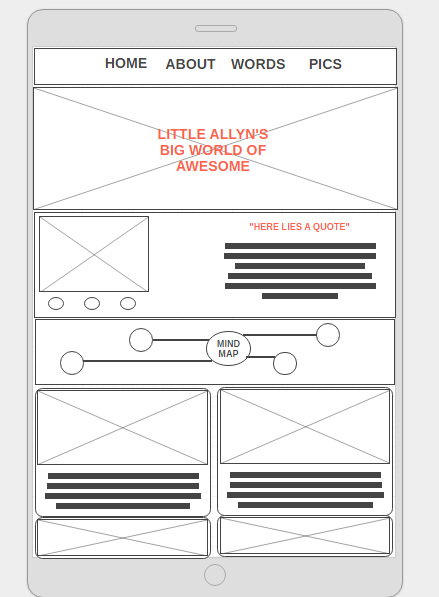 HOME ABOUT WORDS PICS
LITTLE ALLYN'S
BIG WORLD OF
AWESOME
"HERE LIES A QUOTE"
MIND
MAP